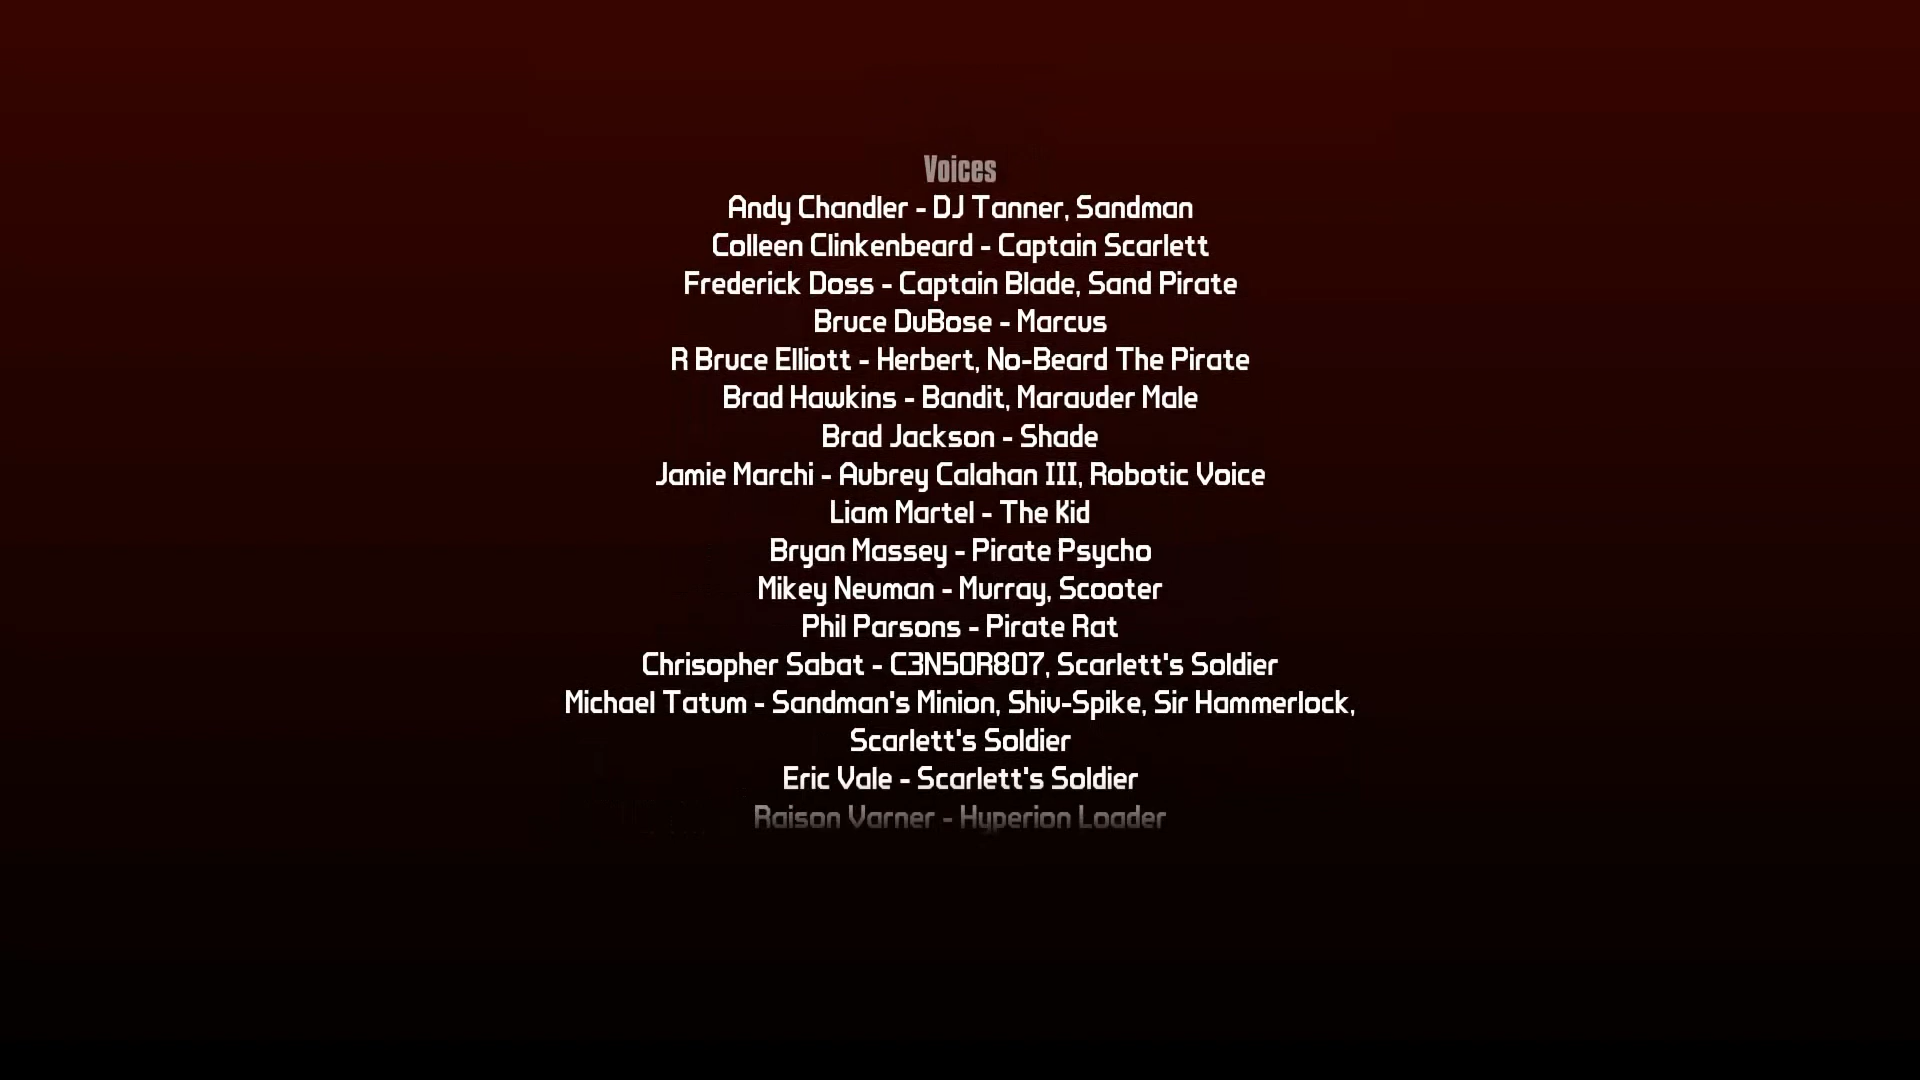 Voices
Andy Chandler - DJ Tanner, Sandman
Colleen Clinkenbeard - Captain Scarlett
Frederick Doss - Captain Blade, Sand Pirate
Bruce DuBose - Marcus
R Bruce Elliott - Herbert, No-Beard The Pirate
Brad Hawkins - Bandit, Marauder Male
Brad Jackson - Shade
Jamie Marchi - Aubrey Calahan III, Robotic Voice
Liam Martel - The Kid
Bryan Massey - Pirate Psycho
Mikey Neuman - Murray, Scooter
Phil Parsons - Pirate Rat
Chrisopher Sabat - C3N50R807, Scarlett's Soldier
Michael Tatum - Sandman's Minion, Shiv-Spike, Sir Hammerlock,
Scarlett's Soldier
Eric Vale - Scarlett's Soldier
Raison Varner - Hyperion Loader